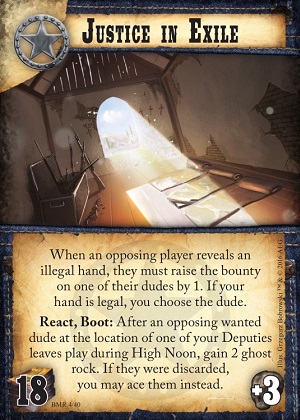 JUSTICE IN EXILE
When an opposing player reveals an
illegal hand, they must raise the bounty
on one of their dudes by 1. If your
hand is legal, you choose the dude.
React, Boot: After an opposing wanted
dude at the location of one of your Deputies
leaves play during High Noon, gain 2 ghost
rock. If they were discarded,
you may ace them instead.
18
BMR 4/40
+3